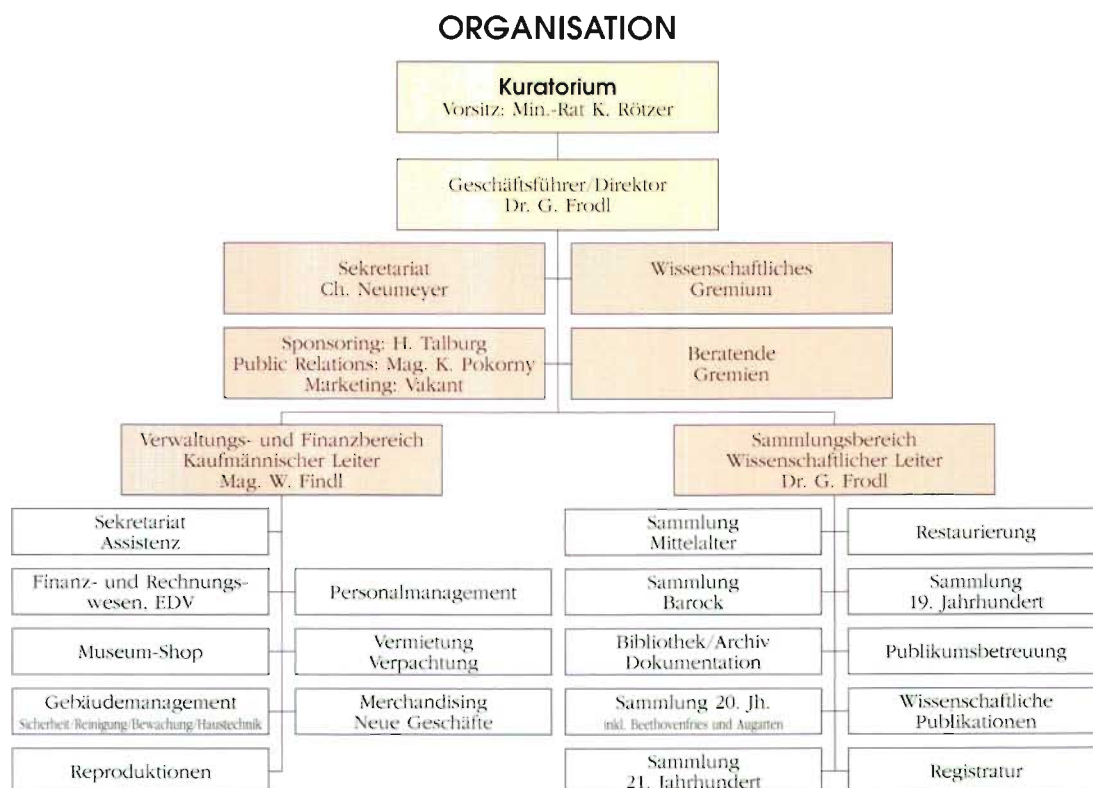 ORGANISATION
Kuratorium
Vorsitz: Min.-Rat K. Rötzer
Geschäftsführer/Direktor
Dr. G. Frodl
Sekretariat
Ch. Neumeyer
Wissenschaftliches
Gremium
Sponsoring: H. Talburg
Public Relations: Mag. K. Pokorny
Marketing: Vakant
Beratende
Gremien
Verwaltungs- und Finanzbereich
Kaufmännischer Leiter
Mag. W. Findl
Sammlungsbereich
Wissenschaftlicher Leiter
Dr. G. Frodl
Sekretariat
Assistenz
Finanz- und Rechnungs-
wesen, EDV
Personalmanagement
Museum-Shop
Vermietung
Verpachtung
Gebäudemanagement
Sicherheit/Reinigung/Bewachung/Haustechnik
Merchandising
Neue Geschäfte
Reproduktionen
Sammlung
Mittelalter
Restaurierung
Sammlung
Barock
Sammlung
19. Jahrhundert
Bibliothek/Archiv
Dokumentation
Publikumsbetreuung
Sammlung 20. Jh.
inkl. Beethovenfries und Augarten
Wissenschaftliche
Publikationen
Sammlung
21. Jahrhundert
Registratur